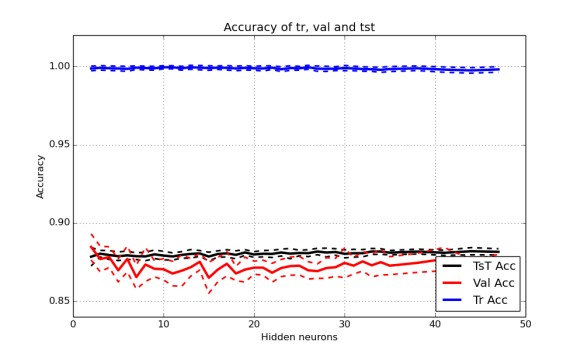 Accuracy of tr, val and tst
1.00
0.95
0.90
0.85
Accuracy
0 10 20 30 40 50
Hidden neurons
TsT Acc
Val Acc
Tr Acc